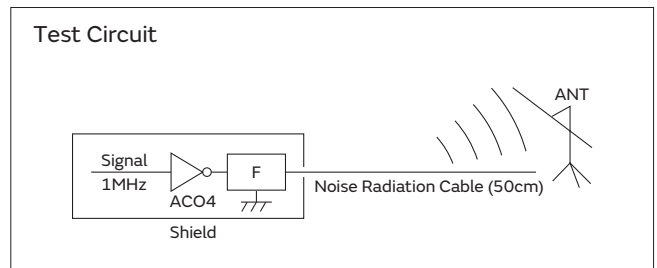 Test Circuit
ANT
Signal
1MHz
F
ACO4
Noise Radiation Cable (50cm)
Shield